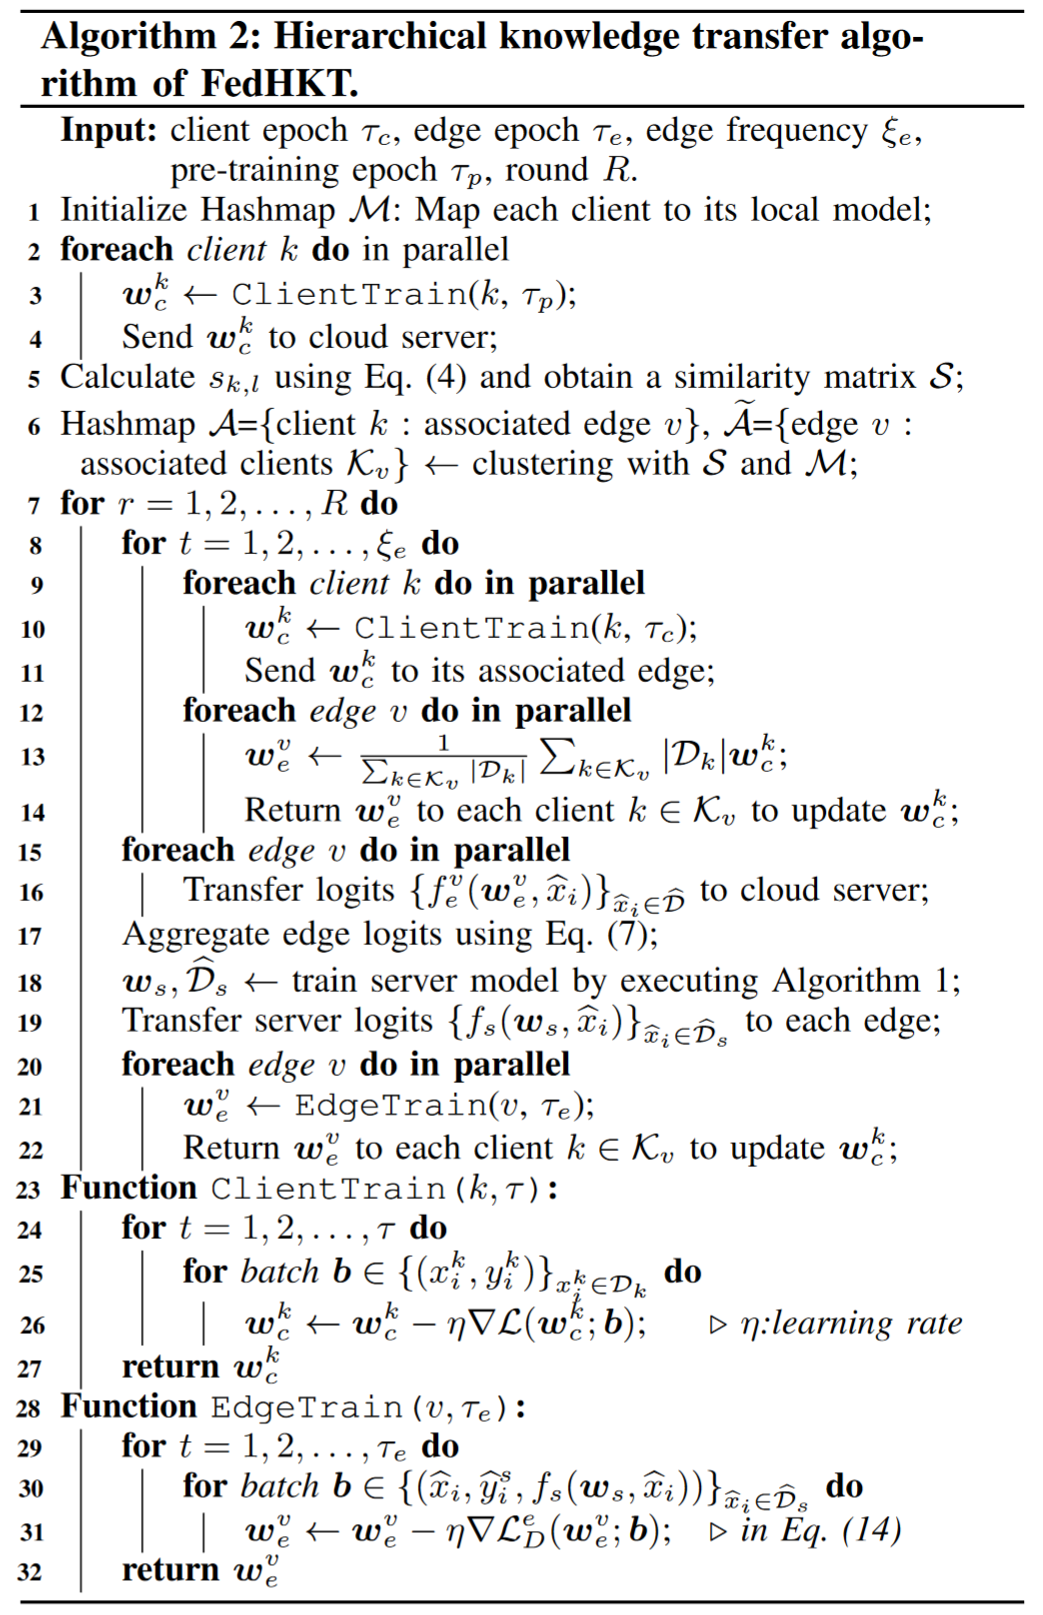 Algorithm 2: Hierarchical knowledge transfer algo-
rithm of FedHKT.
Input: client epoch $\tau_c$, edge epoch $\tau_e$, edge frequency $\xi_e$,
pre-training epoch $\tau_p$, round $R$.
1 Initialize Hashmap $\mathcal{M}$: Map each client to its local model;
2 foreach client $k$ do in parallel
3 $\boldsymbol{w}_c^k \leftarrow$ ClientTrain($k$, $\tau_p$);
4 Send $\boldsymbol{w}_c^k$ to cloud server;
5 Calculate $s_{k,l}$ using Eq. (4) and obtain a similarity matrix $\mathcal{S}$;
6 Hashmap $\mathcal{A}$={client $k$ : associated edge $v$}, $\widetilde{\mathcal{A}}$={edge $v$ :
associated clients $\mathcal{K}_v$} $\leftarrow$ clustering with $\mathcal{S}$ and $\mathcal{M}$;
7 for $r = 1, 2, \ldots, R$ do
8 for $t = 1, 2, \ldots, \xi_e$ do
9 foreach client $k$ do in parallel
10 $\boldsymbol{w}_c^k \leftarrow$ ClientTrain($k$, $\tau_c$);
11 Send $\boldsymbol{w}_c^k$ to its associated edge;
12 foreach edge $v$ do in parallel
13 $\boldsymbol{w}_e^v \leftarrow \frac{1}{\sum_{k \in \mathcal{K}_v} |\mathcal{D}_k|} \sum_{k \in \mathcal{K}_v} |\mathcal{D}_k| \boldsymbol{w}_c^k$;
14 Return $\boldsymbol{w}_e^v$ to each client $k \in \mathcal{K}_v$ to update $\boldsymbol{w}_c^k$;
15 foreach edge $v$ do in parallel
16 Transfer logits $\{f_e^v(\boldsymbol{w}_e^v, \widehat{x}_i)\}_{\widehat{x}_i \in \widehat{\mathcal{D}}}$ to cloud server;
17 Aggregate edge logits using Eq. (7);
18 $\boldsymbol{w}_s, \widehat{\mathcal{D}}_s \leftarrow$ train server model by executing Algorithm 1;
19 Transfer server logits $\{f_s(\boldsymbol{w}_s, \widehat{x}_i)\}_{\widehat{x}_i \in \widehat{\mathcal{D}}_s}$ to each edge;
20 foreach edge $v$ do in parallel
21 $\boldsymbol{w}_e^v \leftarrow$ EdgeTrain($v$, $\tau_e$);
22 Return $\boldsymbol{w}_e^v$ to each client $k \in \mathcal{K}_v$ to update $\boldsymbol{w}_c^k$;
23 Function ClientTrain($k, \tau$):
24 for $t = 1, 2, \ldots, \tau$ do
25 for batch $\boldsymbol{b} \in \{(x_i^k, y_i^k)\}_{x_i^k \in \mathcal{D}_k}$ do
26 $\boldsymbol{w}_c^k \leftarrow \boldsymbol{w}_c^k - \eta \nabla \mathcal{L}(\boldsymbol{w}_c^k; \boldsymbol{b})$; ▷ $\eta$:learning rate
27 return $\boldsymbol{w}_c^k$
28 Function EdgeTrain($v, \tau_e$):
29 for $t = 1, 2, \ldots, \tau_e$ do
30 for batch $\boldsymbol{b} \in \{(\widehat{x}_i, \widehat{y}_i^s, f_s(\boldsymbol{w}_s, \widehat{x}_i))\}_{\widehat{x}_i \in \widehat{\mathcal{D}}_s}$ do
31 $\boldsymbol{w}_e^v \leftarrow \boldsymbol{w}_e^v - \eta \nabla \mathcal{L}_D^e(\boldsymbol{w}_e^v; \boldsymbol{b})$; ▷ in Eq. (14)
32 return $\boldsymbol{w}_e^v$